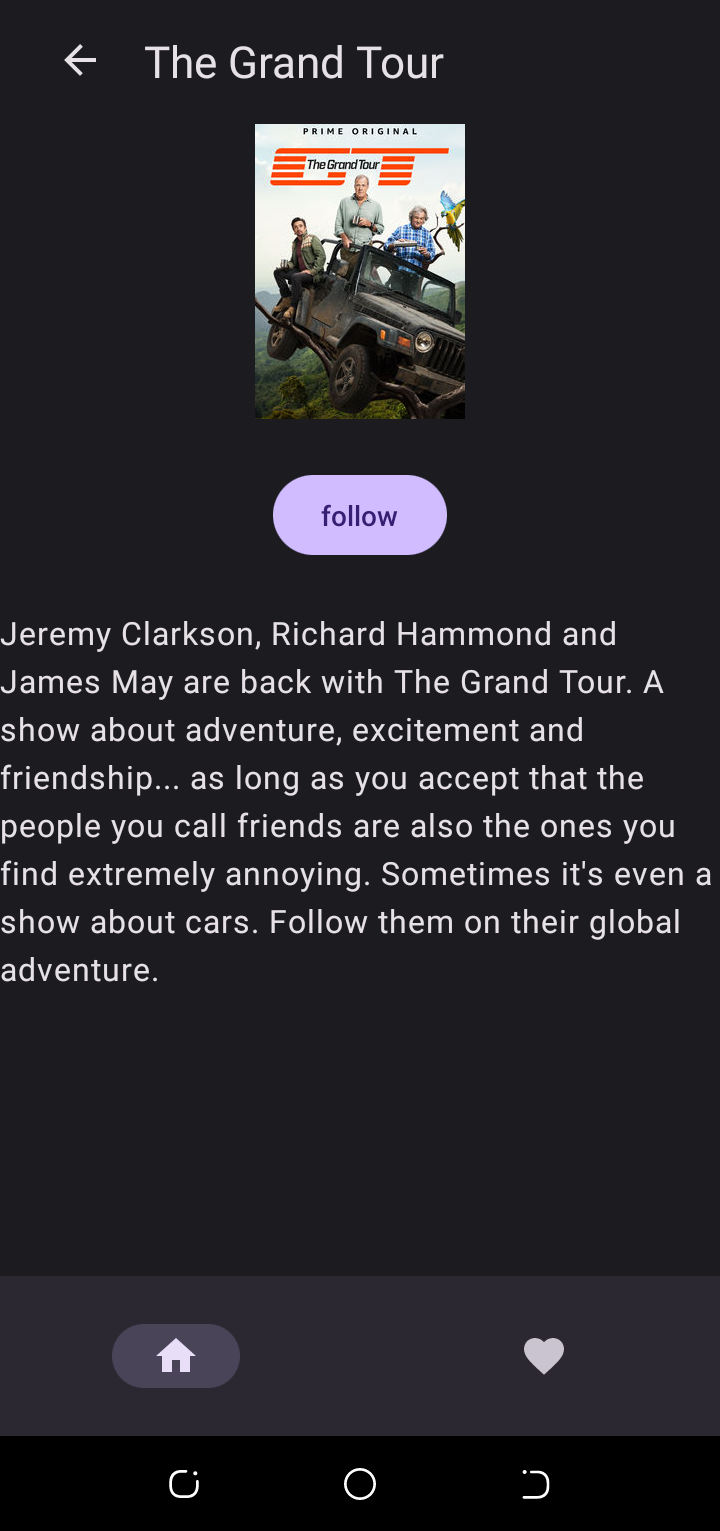 The Grand Tour
PRIME ORIGINAL
The Grand Tour
follow
Jeremy Clarkson, Richard Hammond and
James May are back with The Grand Tour. A
show about adventure, excitement and
friendship... as long as you accept that the
people you call friends are also the ones you
find extremely annoying. Sometimes it's even a
show about cars. Follow them on their global
adventure.